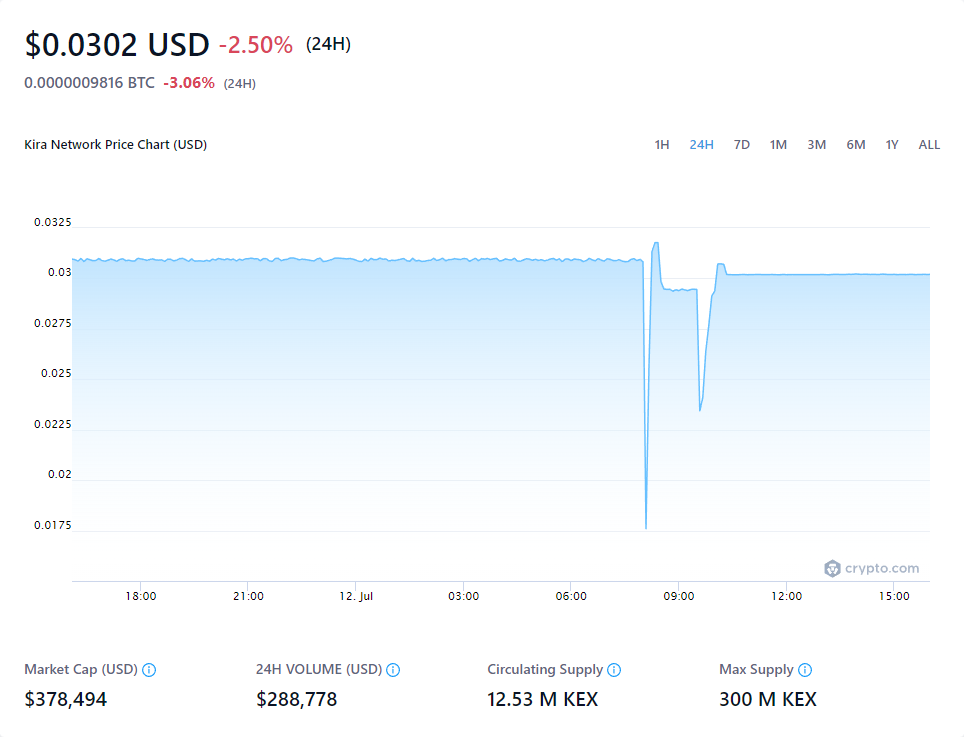 $0.0302 USD -2.50% (24H)
0.0000009816 BTC -3.06% (24H)
Kira Network Price Chart (USD) 1H 24H 7D 1M 3M 6M 1Y ALL
0.0325
0.03
0.0275
0.025
0.0225
0.02
0.0175
crypto.com
18:00 21:00 12. Jul 03:00 06:00 09:00 12:00 15:00
Market Cap (USD) 24H VOLUME (USD) Circulating Supply Max Supply
$378,494 $288,778 12.53 M KEX 300 M KEX